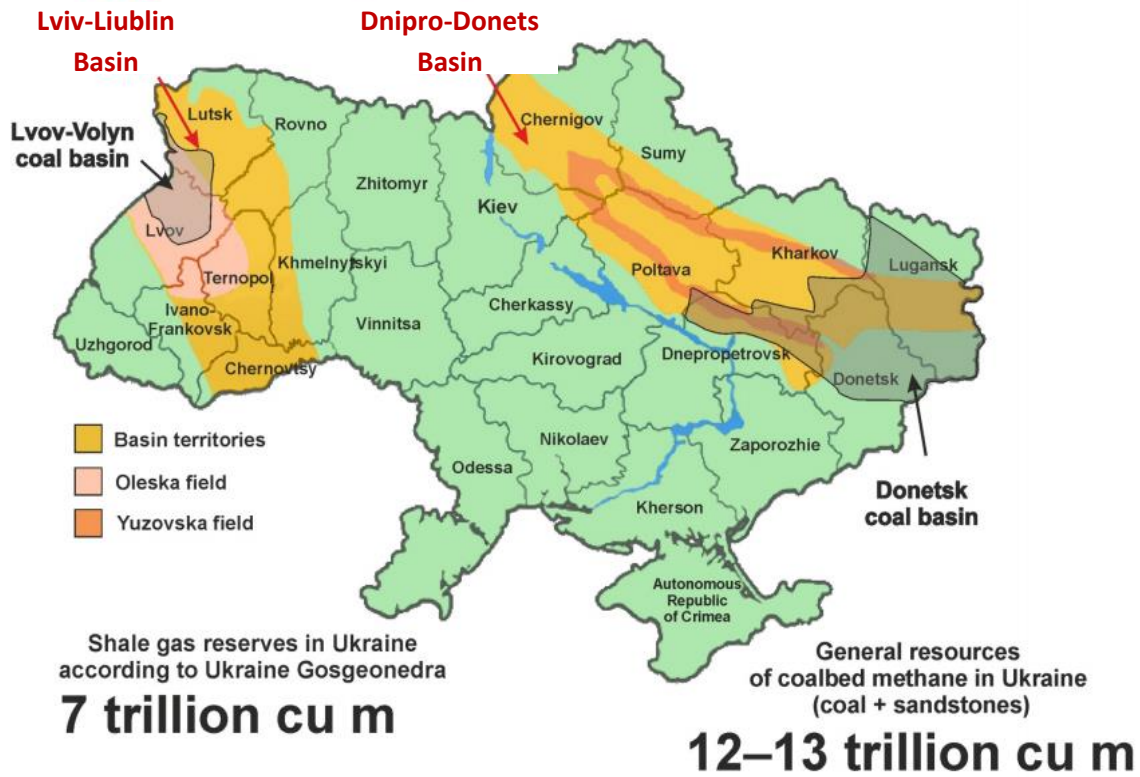 Lviv-Liublin
Basin
Dnipro-Donets
Basin
Lvov-Volyn
coal basin
Lutsk
Rovno
Zhitomyr
Kiev
Chernigov
Sumy
Lvov
Ternopol
Khmelnytskyi
Ivano-
Frankovsk
Uzhgorod
Chernovtsy
Vinnitsa
Cherkassy
Poltava
Kharkov
Lugansk
Kirovograd
Dnepropetrovsk
Donetsk
Nikolaev
Odessa
Zaporozhie
Kherson
Autonomous
Republic
of Crimea
Donetsk
coal basin
Basin territories
Oleska field
Yuzovska field
Shale gas reserves in Ukraine
according to Ukraine Gosgeonedra
7 trillion cu m
General resources
of coalbed methane in Ukraine
(coal + sandstones)
12–13 trillion cu m